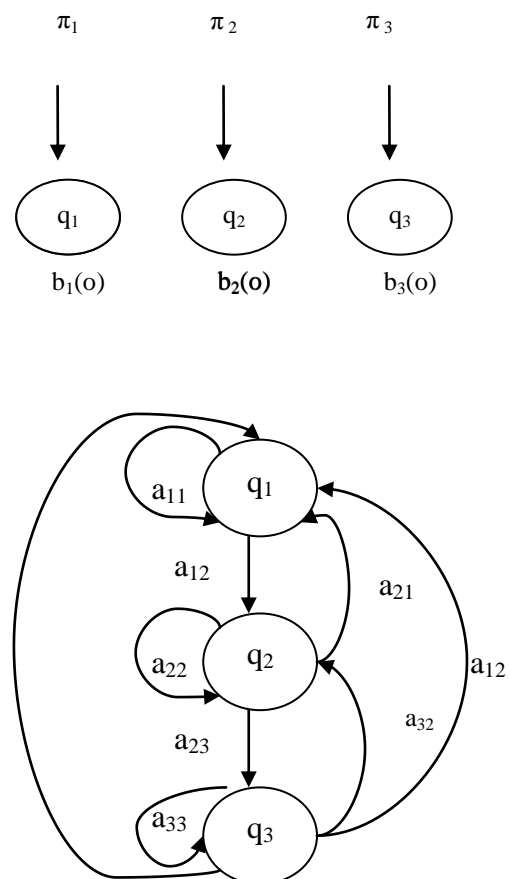 π₁ π₂ π₃
q₁ q₂ q₃
b₁(o) b₂(o) b₃(o)
q₁
a₁₁
a₁₂
a₂₁
q₂
a₂₂
a₁₂
a₃₂
a₂₃
a₃₃
q₃